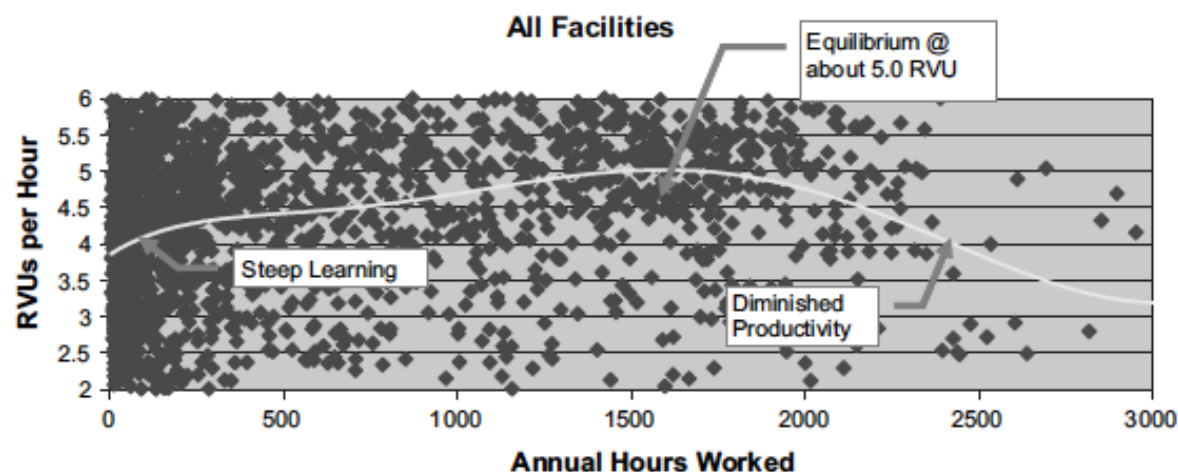 All Facilities
Equilibrium @
about 5.0 RVU
RVUs per Hour
6
5.5
5
4.5
4
3.5
3
2.5
2
Steep Learning
Diminished
Productivity
0
500
1000
1500
2000
2500
3000
Annual Hours Worked